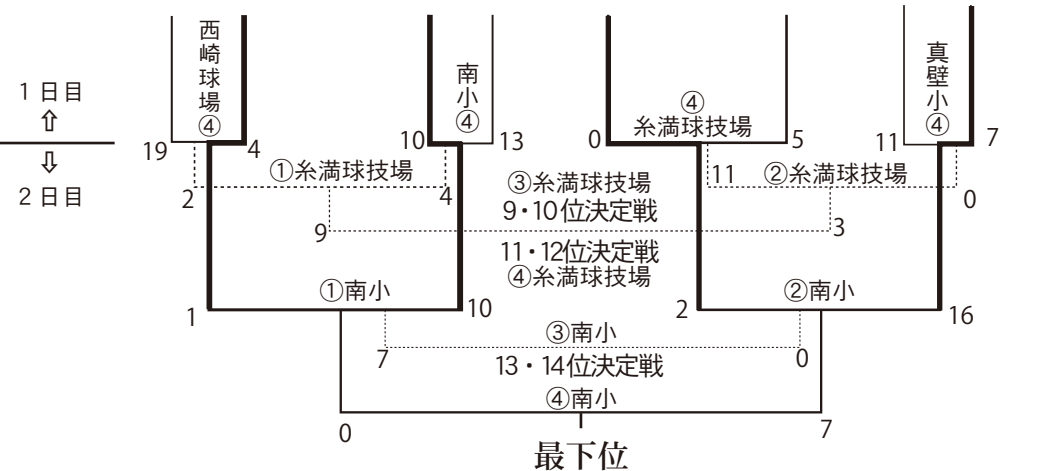 西崎球場④
南小④
④
糸満球技場
真壁小④
1日目
⇧
⇩
2日目
19
4
10
13
0
5
11
7
①糸満球技場
2
4
③糸満球技場
9・10位決定戦
11
②糸満球技場
0
9
3
11・12位決定戦
④糸満球技場
①南小
1
10
②南小
2
16
③南小
7
0
13・14位決定戦
④南小
0
7
最下位